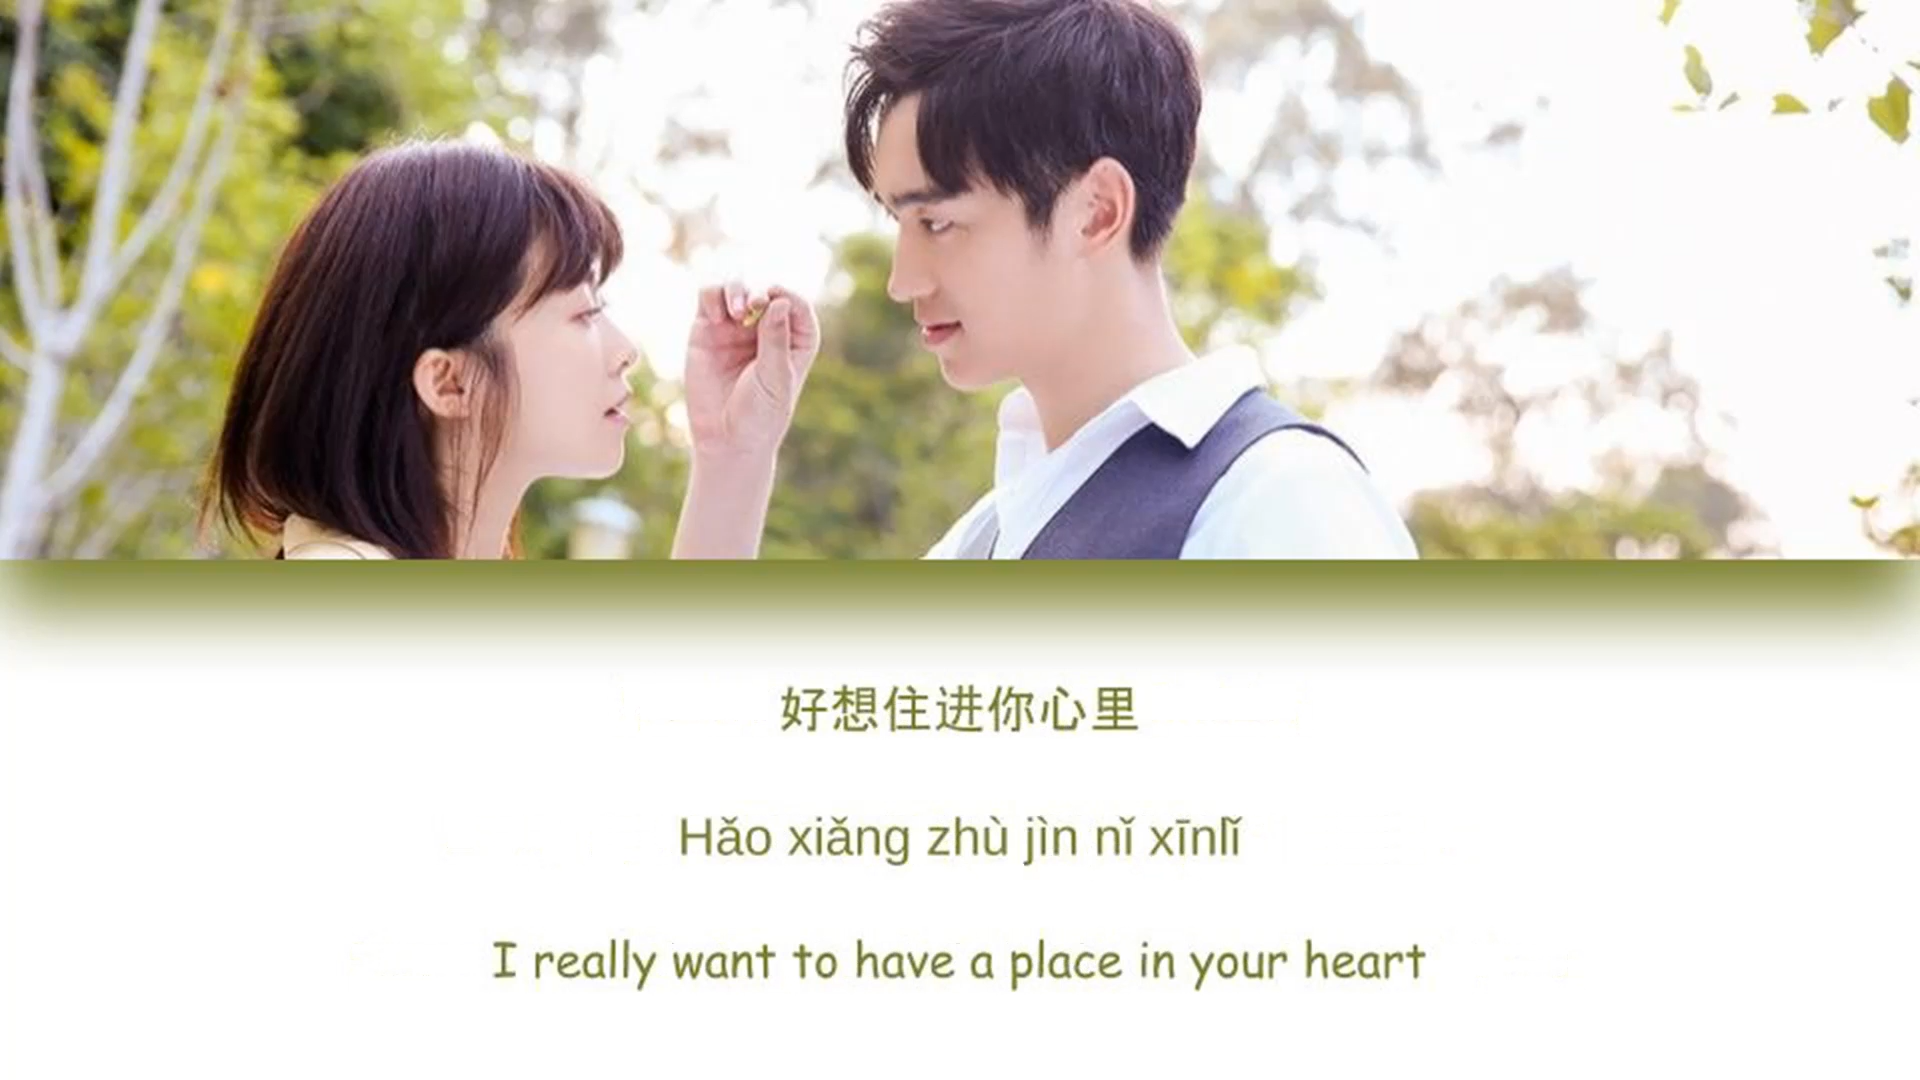 好想住进你心里
Hǎo xiǎng zhù jìn nǐ xīnlǐ
I really want to have a place in your heart